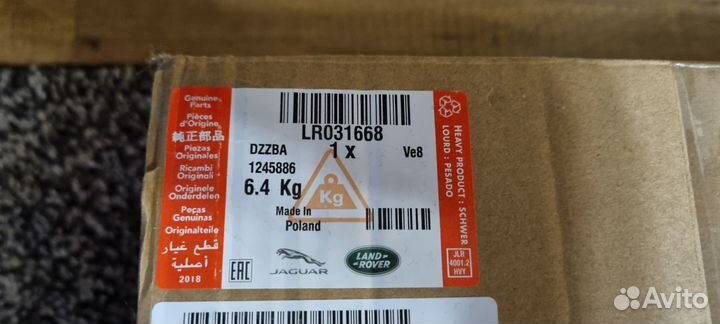 Genuine
Parts
Pièces
d'Origine
純正部品
Piezas
Originales
Ricambi
Originali
Originele
Onderdelen
Peças
Genuínas
Originalteile
قطع غيار
أصلية
2018
LR031668
DZZBA
1 x
Ve8
1245886
6.4 Kg
Kg
Made In
Poland
EAC
JAGUAR
LAND-
ROVER
HEAVY PRODUCT : SCHWER
LOURD : PESADO
JLR
4001.2
HVY
Avito